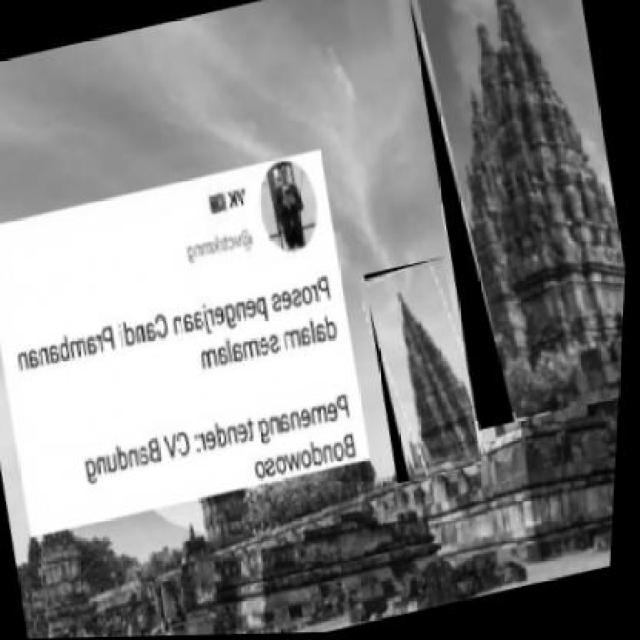 YK
Proses pengerjaan Candi Prambanan
dalam semalam
Pemenang tender: CV Bandung
Bondowoso